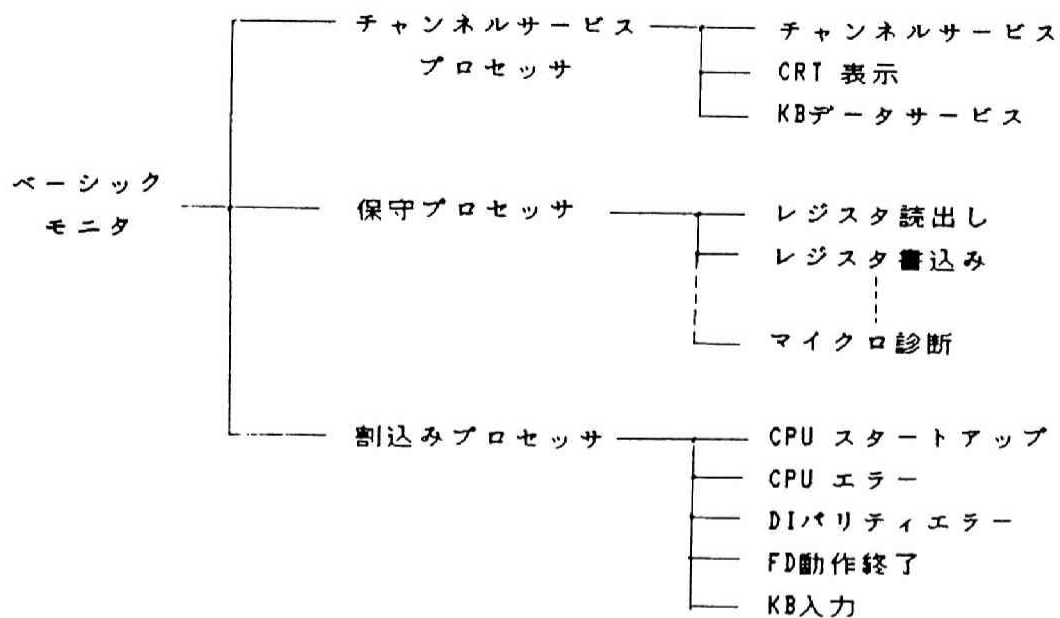 チャンネルサービス
プロセッサ
チャンネルサービス
CRT 表示
KBデータサービス
ベーシック
モニタ
保守プロセッサ
レジスタ読出し
レジスタ書込み
マイクロ診断
割込みプロセッサ
CPU スタートアップ
CPU エラー
DIパリティエラー
FD動作終了
KB入力